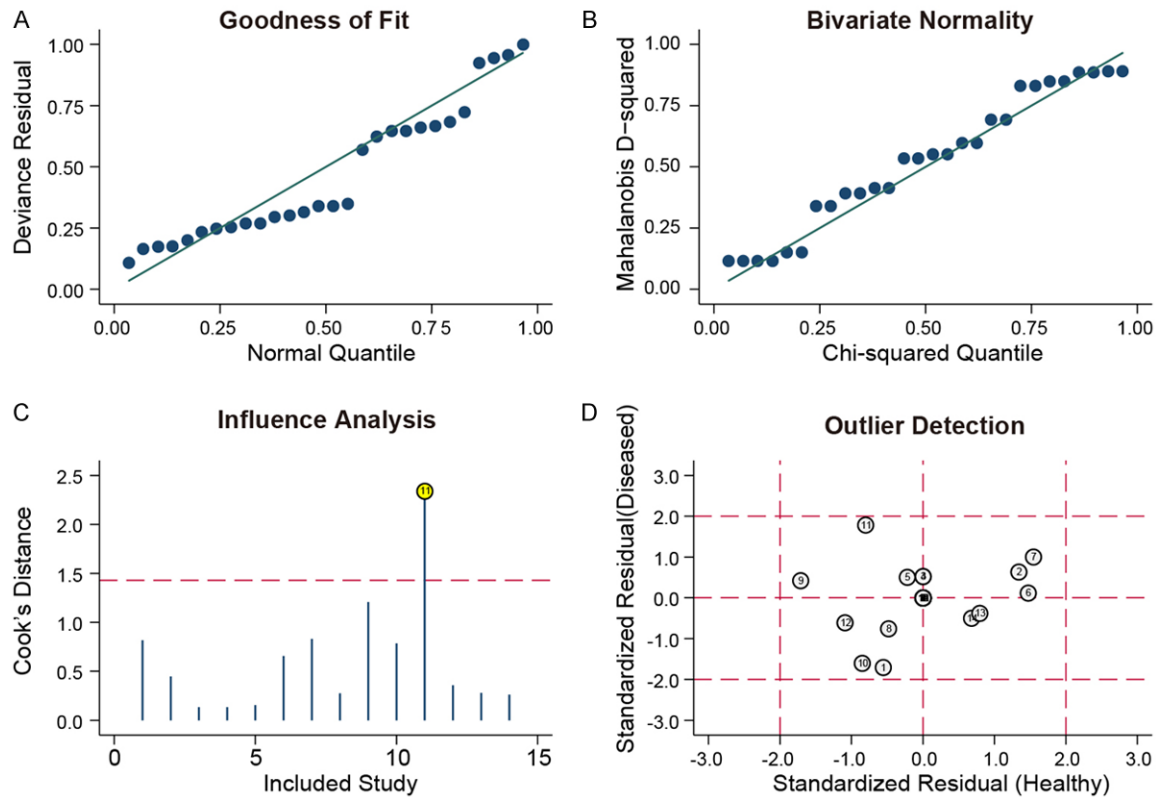 A
Goodness of Fit
Deviance Residual
1.00
0.75
0.50
0.25
0.00
0.00 0.25 0.50 0.75 1.00
Normal Quantile
B
Bivariate Normality
Mahalanobis D-squared
1.00
0.75
0.50
0.25
0.00
0.00 0.25 0.50 0.75 1.00
Chi-squared Quantile
C
Influence Analysis
Cook's Distance
2.5
2.0
1.5
1.0
0.5
0.0
11
0 5 10 15
Included Study
D
Outlier Detection
Standardized Residual(Diseased)
3.0
2.0
1.0
0.0
-1.0
-2.0
-3.0
11
7
2
5
9
6
13
12
8
10
1
-3.0 -2.0 -1.0 0.0 1.0 2.0 3.0
Standardized Residual (Healthy)